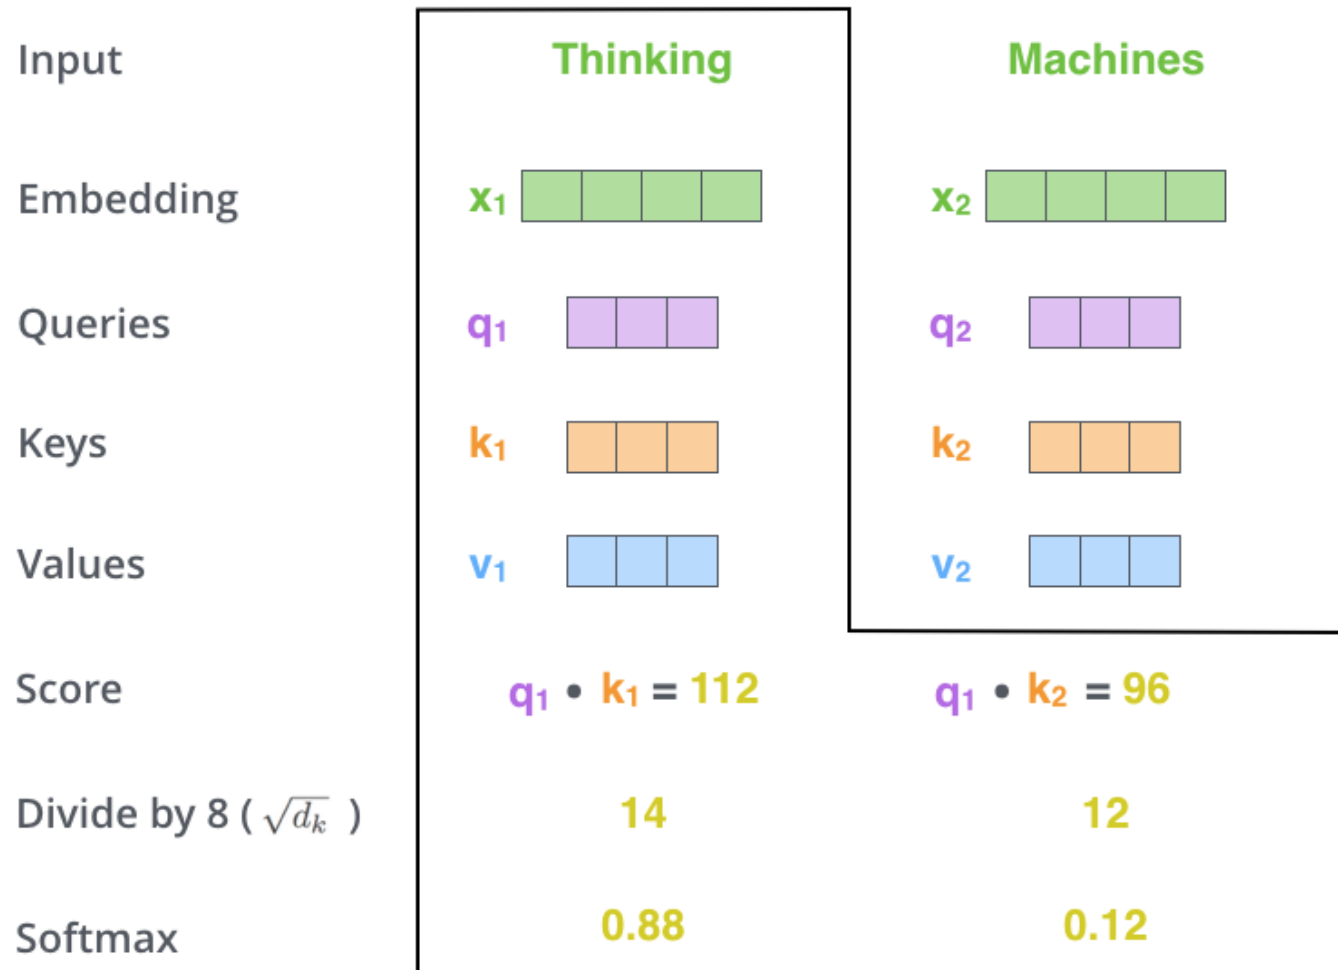 Input Thinking Machines
Embedding x₁ x₂
Queries q₁ q₂
Keys k₁ k₂
Values v₁ v₂
Score q₁ • k₁ = 112 q₁ • k₂ = 96
Divide by 8 ( √dₖ ) 14 12
Softmax 0.88 0.12